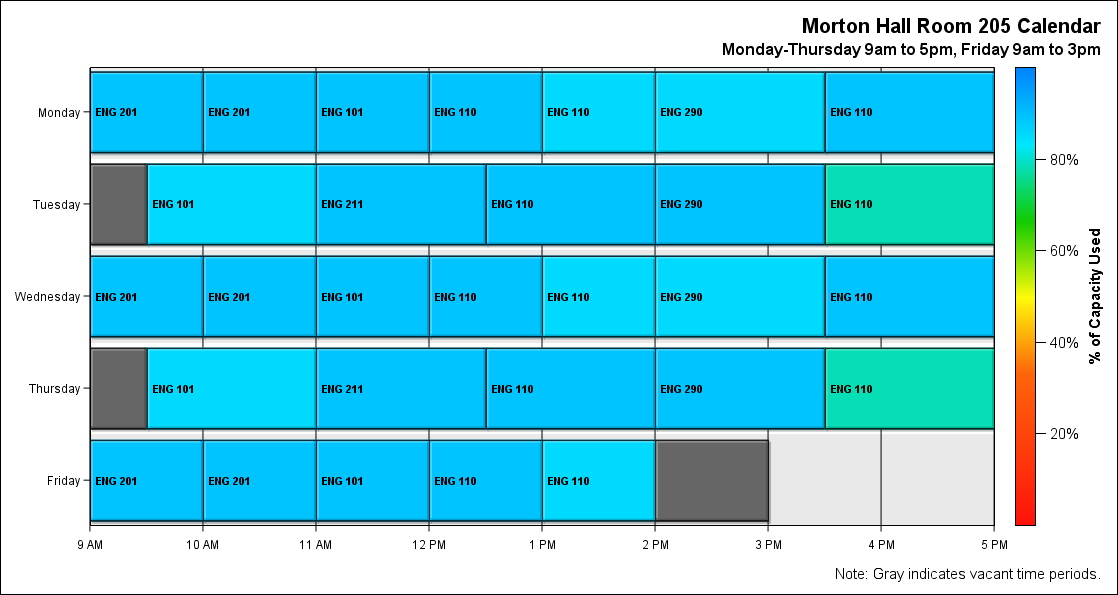 Morton Hall Room 205 Calendar
Monday-Thursday 9am to 5pm, Friday 9am to 3pm
Monday ENG 201 ENG 201 ENG 101 ENG 110 ENG 110 ENG 290 ENG 110
Tuesday ENG 101 ENG 211 ENG 110 ENG 290 ENG 110
Wednesday ENG 201 ENG 201 ENG 101 ENG 110 ENG 110 ENG 290 ENG 110
Thursday ENG 101 ENG 211 ENG 110 ENG 290 ENG 110
Friday ENG 201 ENG 201 ENG 101 ENG 110 ENG 110
9 AM 10 AM 11 AM 12 PM 1 PM 2 PM 3 PM 4 PM 5 PM
80%
60%
40%
20%
% of Capacity Used
Note: Gray indicates vacant time periods.